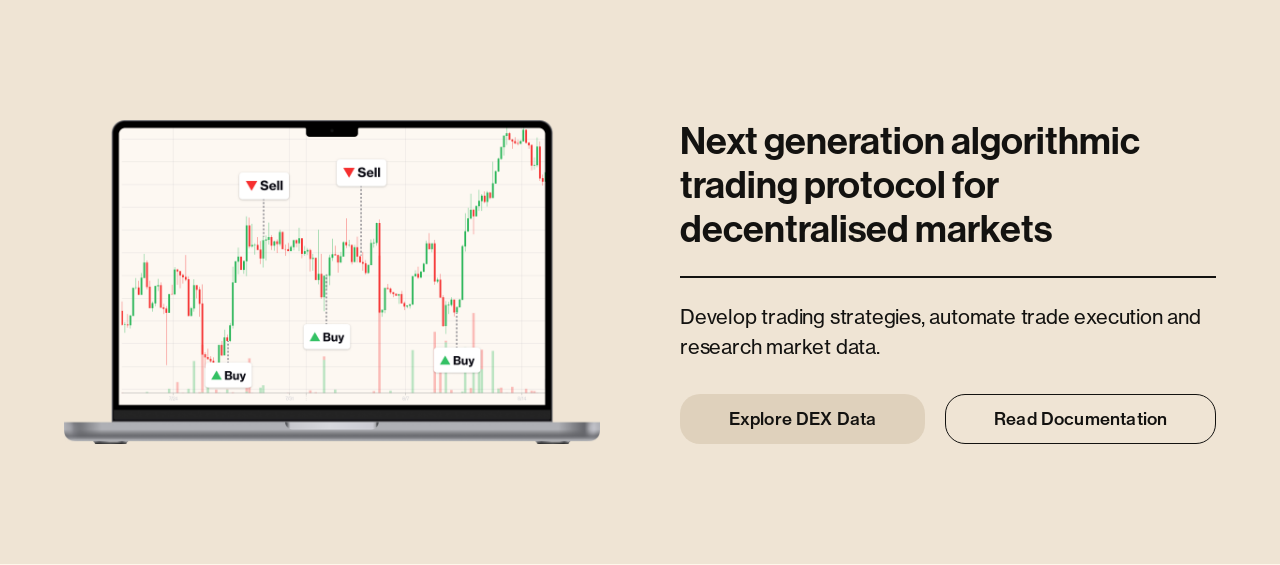 Sell
Sell
Buy
Buy
Buy
Next generation algorithmic
trading protocol for
decentralised markets
Develop trading strategies, automate trade execution and
research market data.
Explore DEX Data
Read Documentation